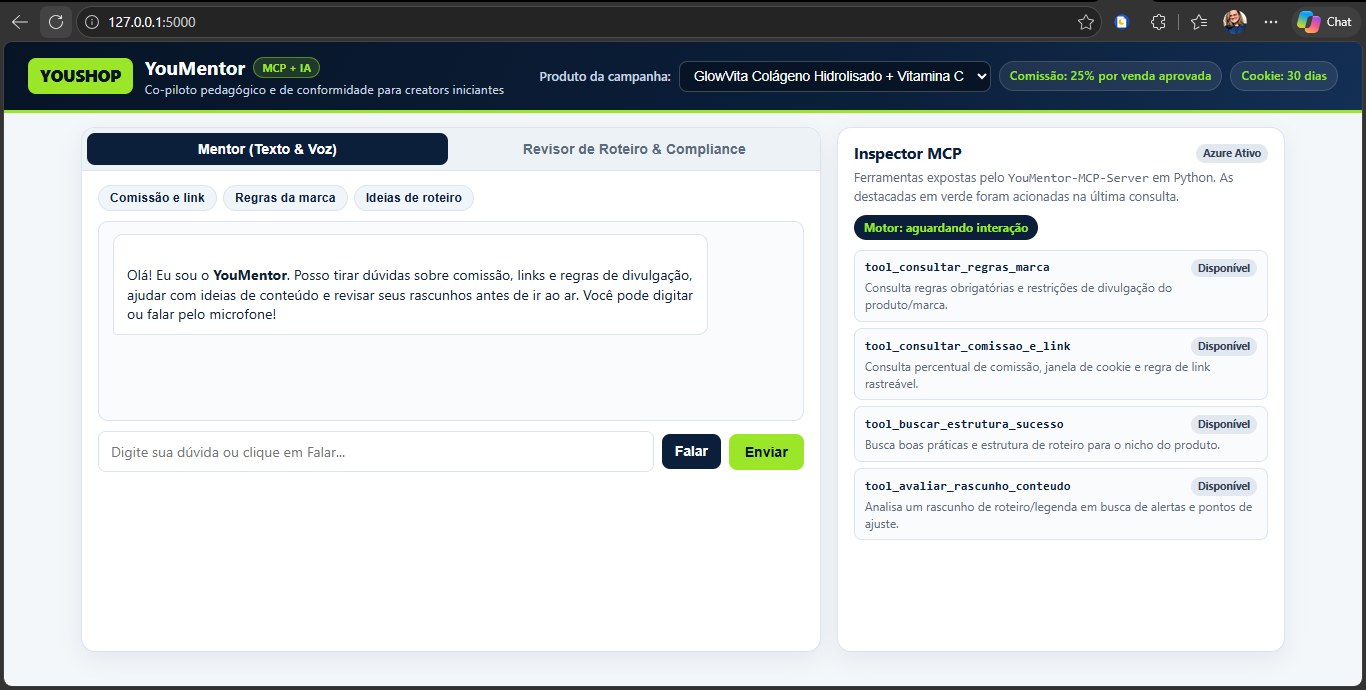 127.0.0.1:5000
Chat
YOUSHOP
YouMentor
MCP + IA
Co-piloto pedagógico e de conformidade para creators iniciantes
Produto da campanha:
GlowVita Colágeno Hidrolisado + Vitamina C
Comissão: 25% por venda aprovada
Cookie: 30 dias
Mentor (Texto & Voz)
Revisor de Roteiro & Compliance
Comissão e link
Regras da marca
Ideias de roteiro
Olá! Eu sou o YouMentor. Posso tirar dúvidas sobre comissão, links e regras de divulgação,
ajudar com ideias de conteúdo e revisar seus rascunhos antes de ir ao ar. Você pode digitar
ou falar pelo microfone!
Digite sua dúvida ou clique em Falar...
Falar
Enviar
Inspector MCP
Azure Ativo
Ferramentas expostas pelo YouMentor-MCP-Server em Python. As
destacadas em verde foram acionadas na última consulta.
Motor: aguardando interação
tool_consultar_regras_marca
Disponível
Consulta regras obrigatórias e restrições de divulgação do
produto/marca.
tool_consultar_comissao_e_link
Disponível
Consulta percentual de comissão, janela de cookie e regra de link
rastreável.
tool_buscar_estrutura_sucesso
Disponível
Busca boas práticas e estrutura de roteiro para o nicho do produto.
tool_avaliar_rascunho_conteudo
Disponível
Analisa um rascunho de roteiro/legenda em busca de alertas e pontos de
ajuste.